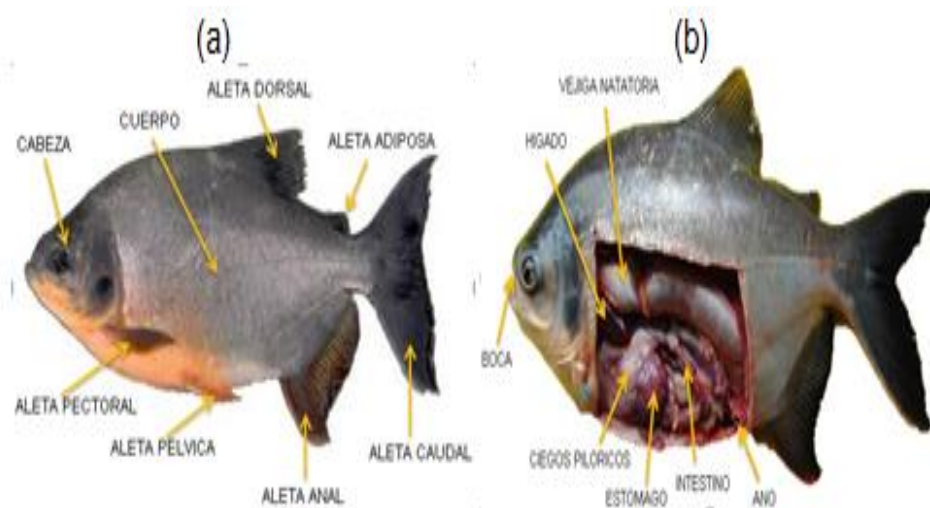 (a)
ALETA DORSAL
CUERPO
CABEZA
ALETA ADIPOSA
ALETA PECTORAL
ALETA PELVICA
ALETA ANAL
ALETA CAUDAL
(b)
VEJIGA NATATORIA
HIGADO
BOCA
CIEGOS PILORICOS
ESTOMAGO
INTESTINO
ANO